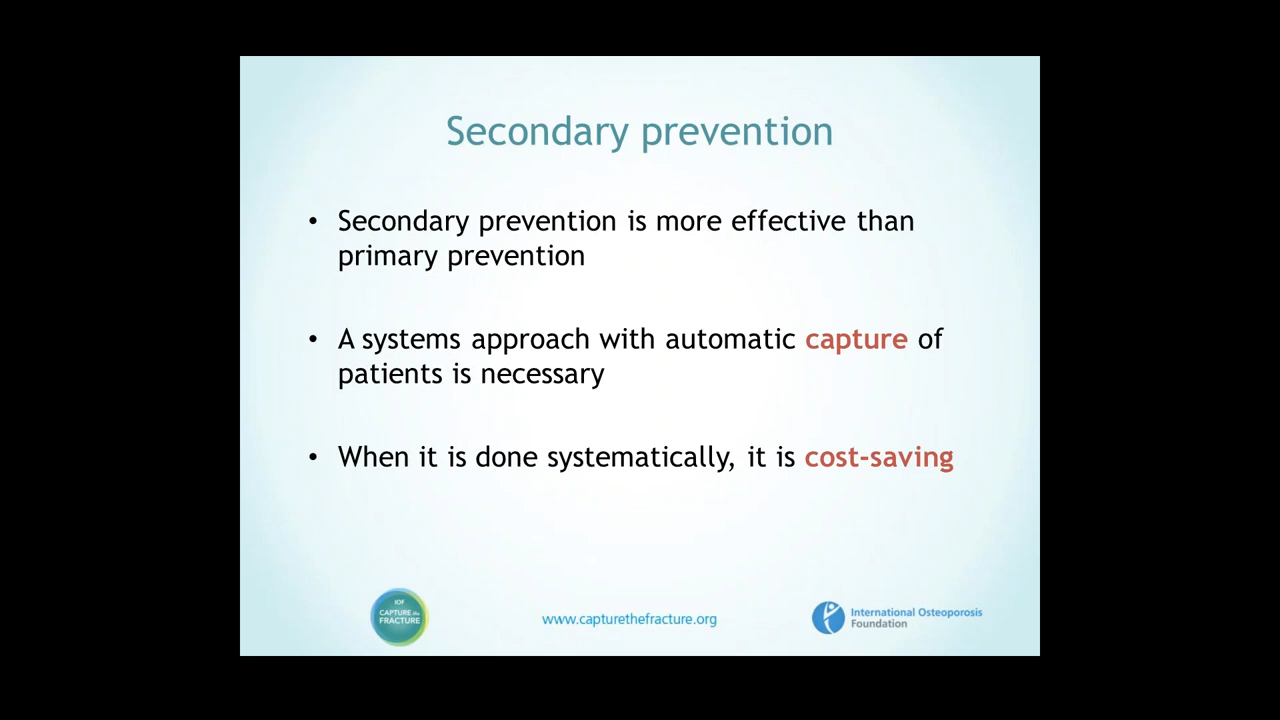 Secondary prevention
• Secondary prevention is more effective than
primary prevention
• A systems approach with automatic capture of
patients is necessary
• When it is done systematically, it is cost-saving
IOF
CAPTURE the
FRACTURE
www.capturethefracture.org
International Osteoporosis
Foundation